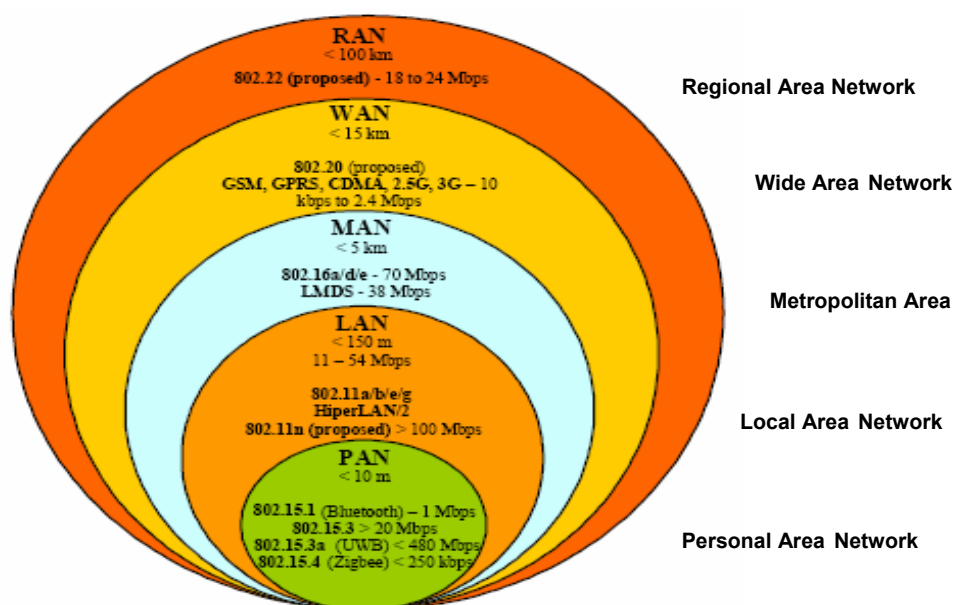 RAN
< 100 km
802.22 (proposed) - 18 to 24 Mbps
Regional Area Network
WAN
< 15 km
802.20 (proposed)
GSM, GPRS, CDMA, 2.5G, 3G – 10
kbps to 2.4 Mbps
Wide Area Network
MAN
< 5 km
802.16a/d/e - 70 Mbps
LMDS - 38 Mbps
Metropolitan Area
LAN
< 150 m
11 – 54 Mbps
802.11a/b/e/g
HiperLAN/2
802.11n (proposed) > 100 Mbps
Local Area Network
PAN
< 10 m
802.15.1 (Bluetooth) – 1 Mbps
802.15.3 > 20 Mbps
802.15.3a (UWB) < 480 Mbps
802.15.4 (Zigbee) < 250 kbps
Personal Area Network